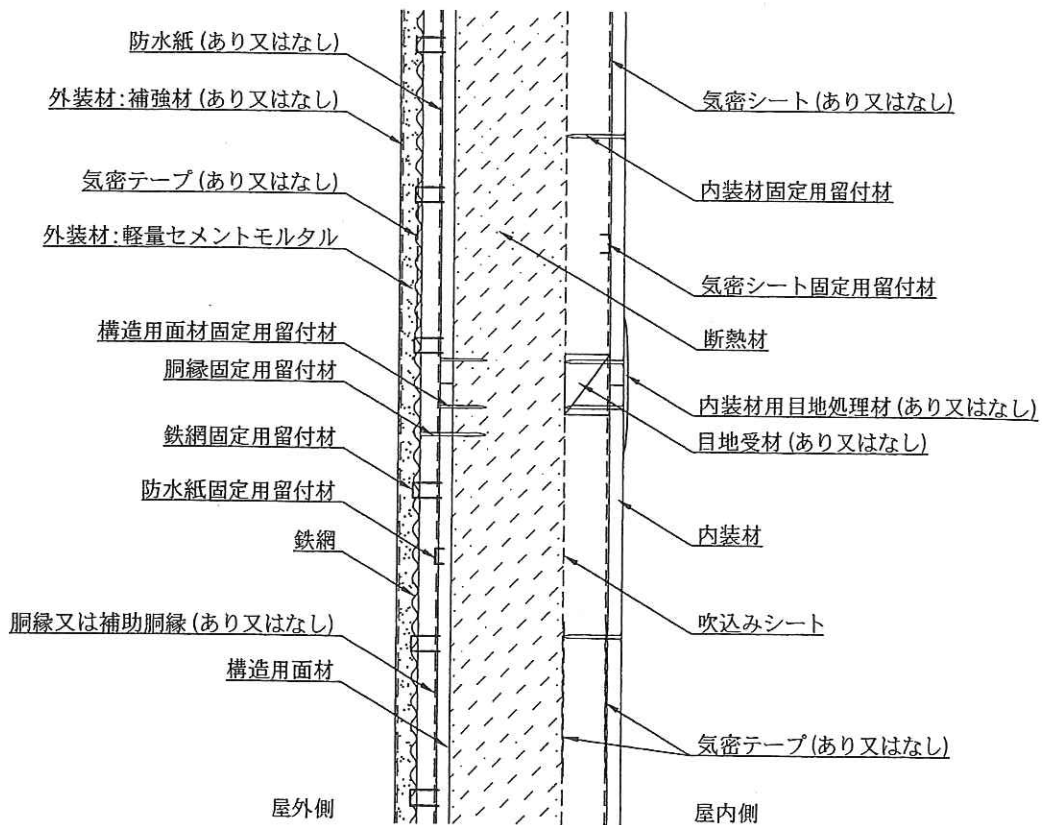 防水紙(あり又はなし)
外装材:補強材(あり又はなし)
気密テープ(あり又はなし)
外装材:軽量セメントモルタル
構造用面材固定用留付材
胴縁固定用留付材
鉄網固定用留付材
防水紙固定用留付材
鉄網
胴縁又は補助胴縁(あり又はなし)
構造用面材
屋外側
気密シート(あり又はなし)
内装材固定用留付材
気密シート固定用留付材
断熱材
内装材用目地処理材(あり又はなし)
目地受材(あり又はなし)
内装材
吹込みシート
気密テープ(あり又はなし)
屋内側